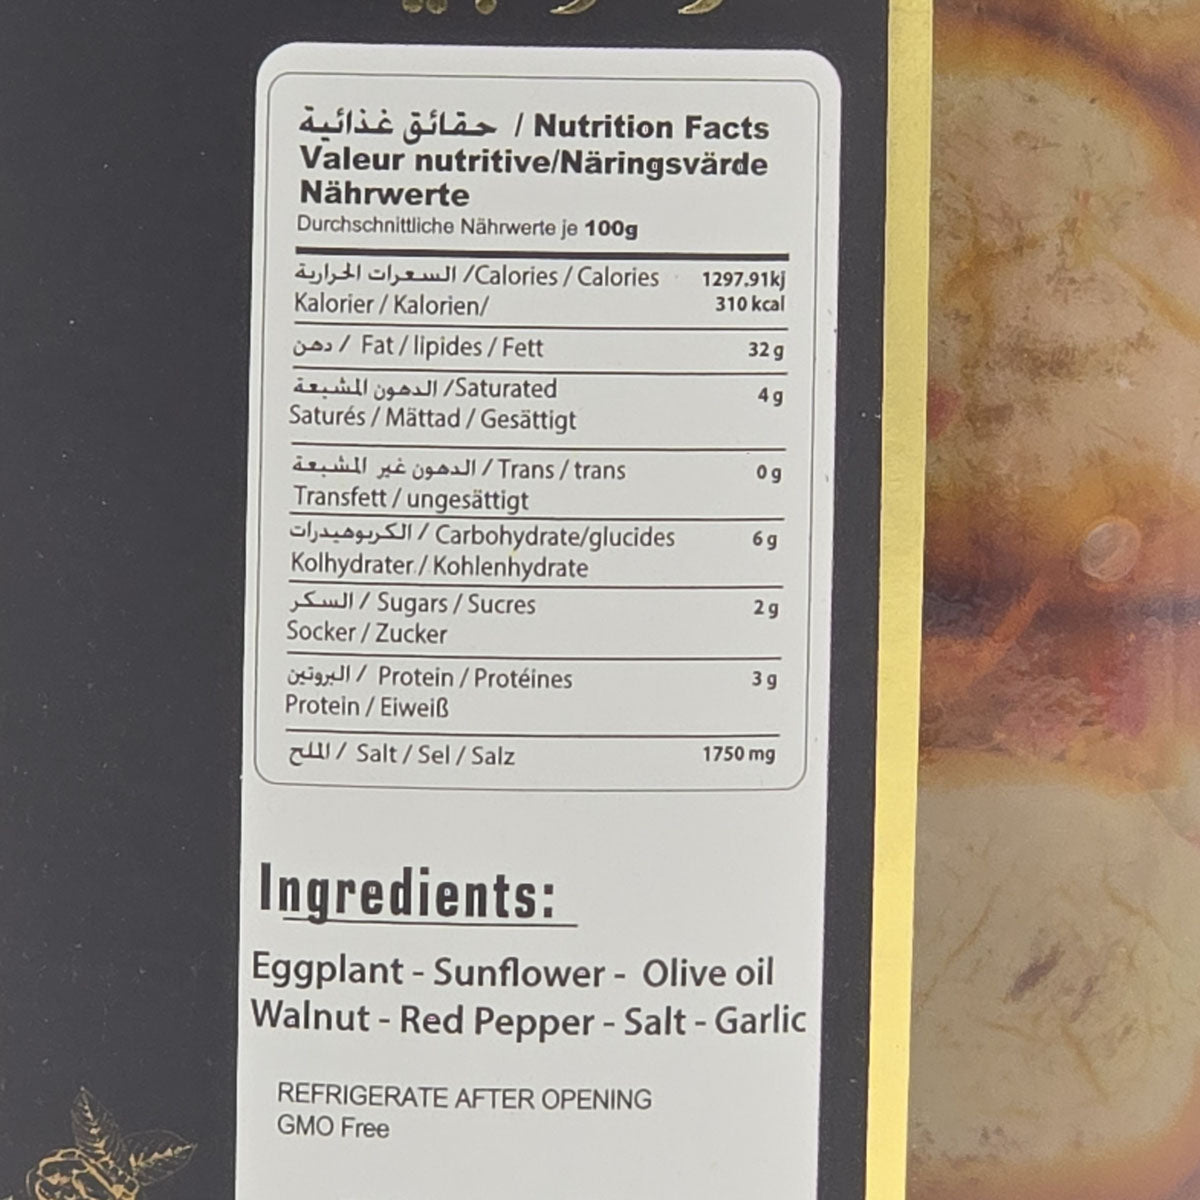 حقائق غذائية / Nutrition Facts
Valeur nutritive/Näringsvärde
Nährwerte
Durchschnittliche Nährwerte je 100g
السعرات الحرارية /Calories / Calories 1297.91kj
Kalorier / Kalorien/ 310 kcal
دهن / Fat / lipides / Fett 32 g
الدهون المشبعة /Saturated 4 g
Saturés / Mättad / Gesättigt
الدهون غير المشبعة / Trans / trans 0 g
Transfett / ungesättigt
الكربوهيدرات / Carbohydrate/glucides 6 g
Kolhydrater / Kohlenhydrate
السكر / Sugars / Sucres 2 g
Socker / Zucker
البروتين / Protein / Protéines 3 g
Protein / Eiweiß
الملح / Salt / Sel / Salz 1750 mg
Ingredients:
Eggplant - Sunflower - Olive oil
Walnut - Red Pepper - Salt - Garlic
REFRIGERATE AFTER OPENING
GMO Free